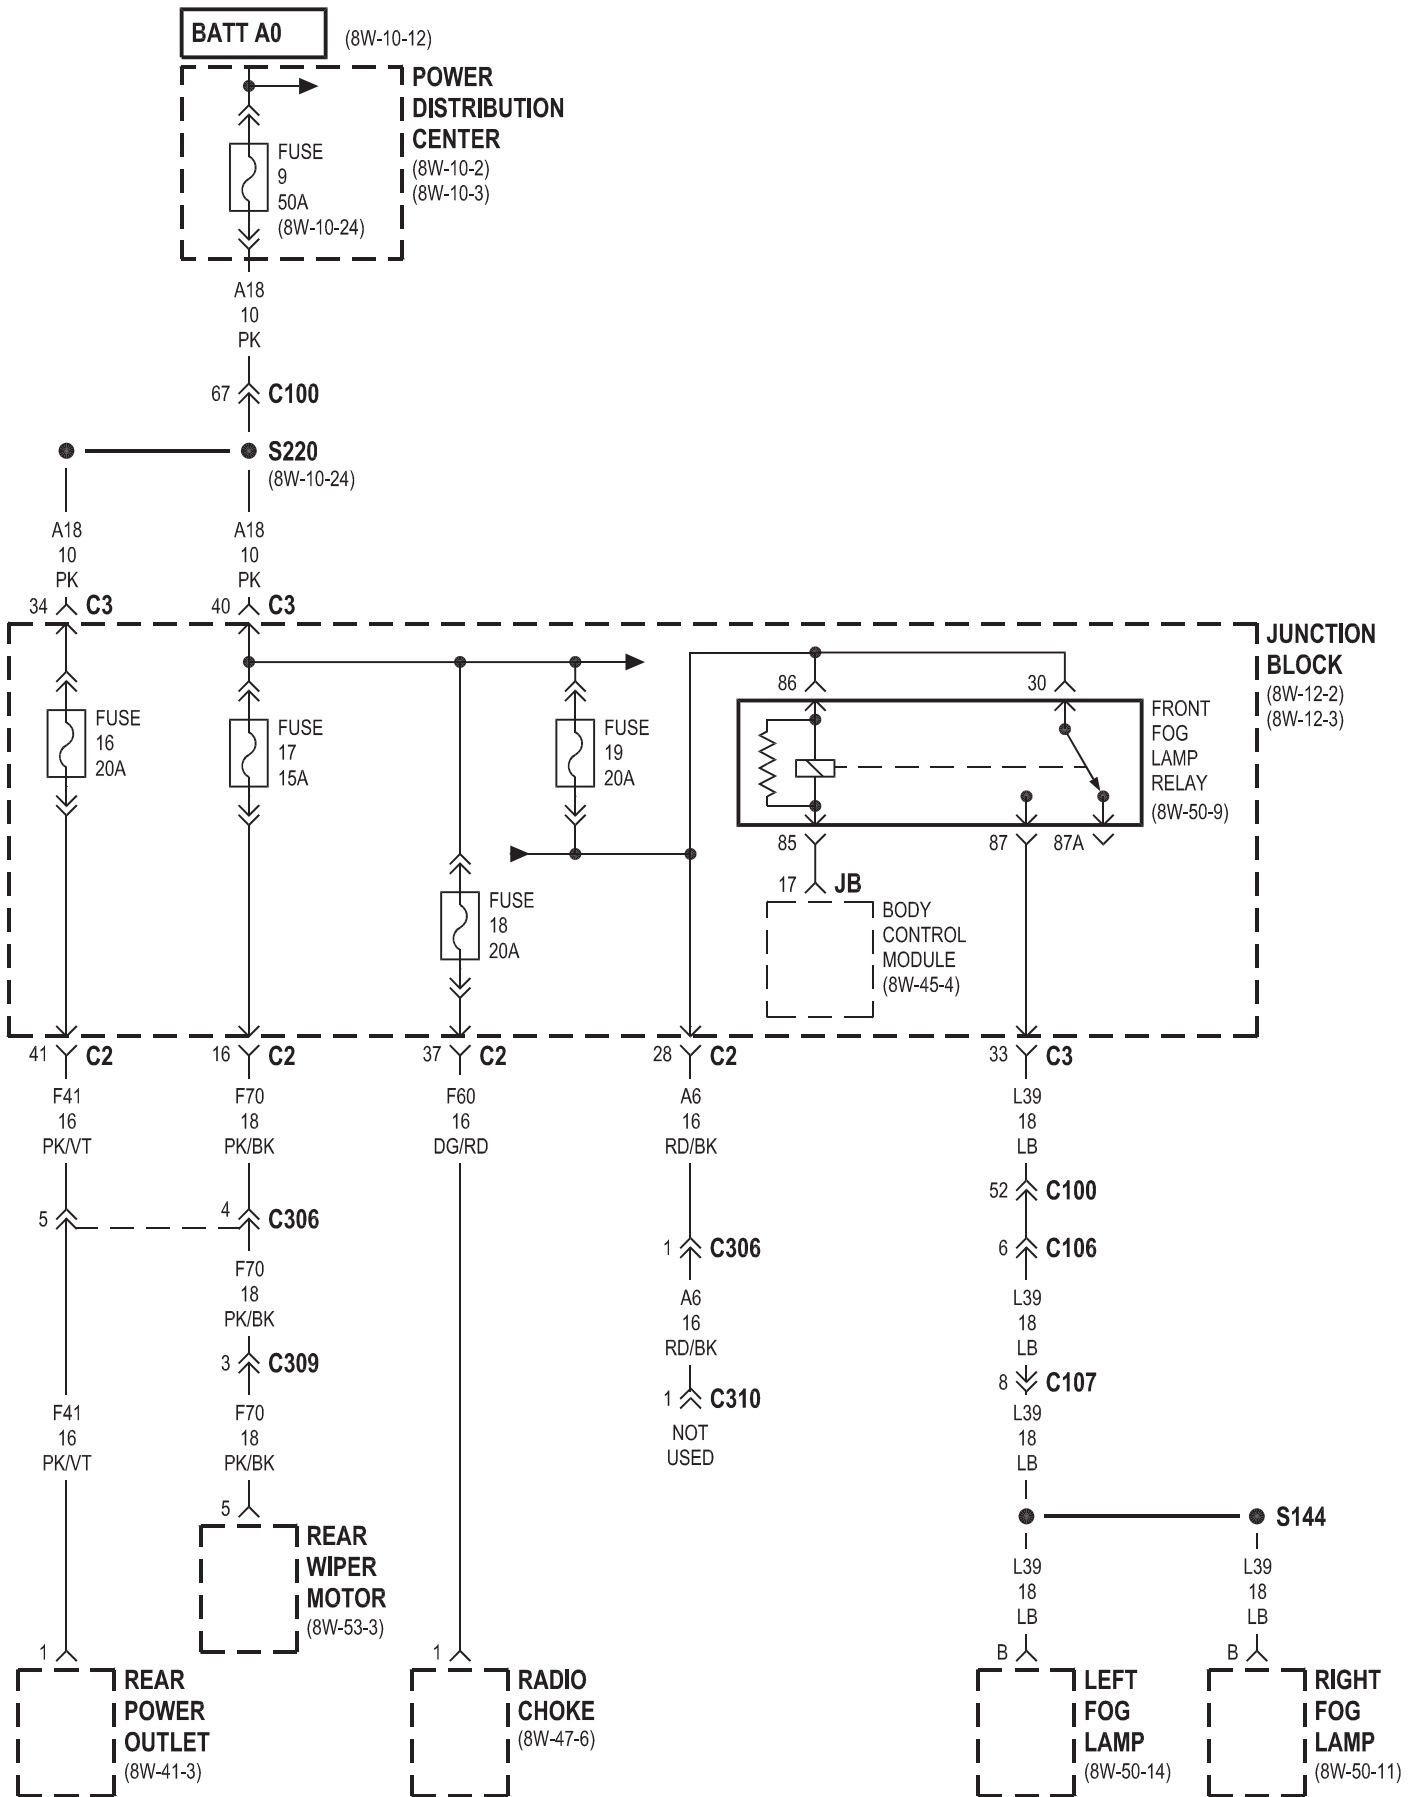 BATT A0
(8W-10-12)
POWER
DISTRIBUTION
CENTER
(8W-10-2)
(8W-10-3)
FUSE
9
50A
(8W-10-24)
A18
10
PK
67
C100
S220
(8W-10-24)
A18
10
PK
A18
10
PK
34
C3
40
C3
JUNCTION
BLOCK
(8W-12-2)
(8W-12-3)
86
30
FUSE
16
20A
FUSE
17
15A
FUSE
19
20A
FRONT
FOG
LAMP
RELAY
(8W-50-9)
85
87
87A
17
JB
FUSE
18
20A
BODY
CONTROL
MODULE
(8W-45-4)
41
C2
16
C2
37
C2
28
C2
33
C3
F41
16
PK/VT
F70
18
PK/BK
F60
16
DG/RD
A6
16
RD/BK
L39
18
LB
52
C100
5
4
C306
1
C306
6
C106
F70
18
PK/BK
A6
16
RD/BK
L39
18
LB
3
C309
8
C107
1
C310
NOT
USED
F41
16
PK/VT
F70
18
PK/BK
L39
18
LB
5
S144
REAR
WIPER
MOTOR
(8W-53-3)
L39
18
LB
L39
18
LB
1
1
B
B
REAR
POWER
OUTLET
(8W-41-3)
RADIO
CHOKE
(8W-47-6)
LEFT
FOG
LAMP
(8W-50-14)
RIGHT
FOG
LAMP
(8W-50-11)